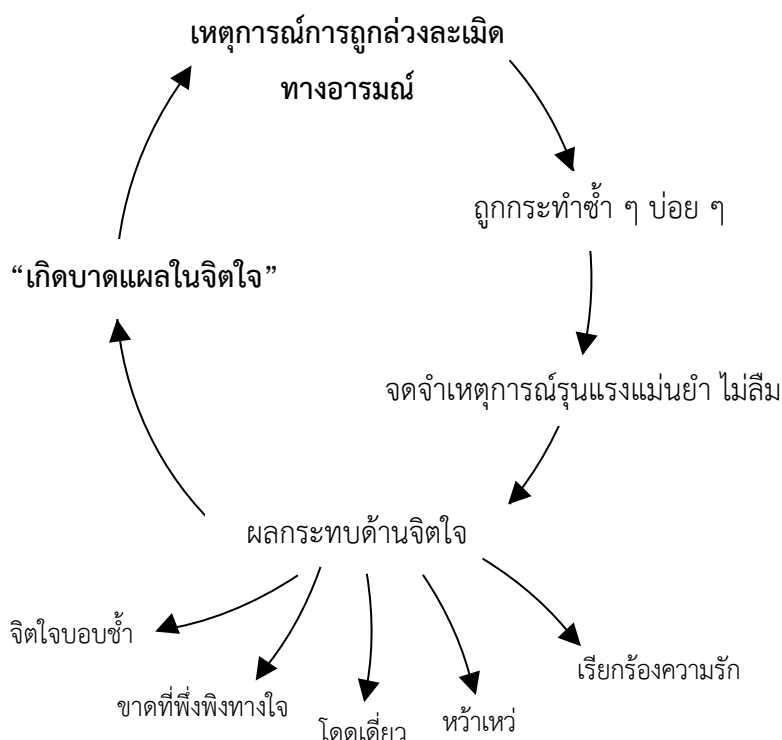 เหตุการณ์การถูกล่วงละเมิด
ทางอารมณ์
ถูกกระทำซ้ำ ๆ บ่อย ๆ
“เกิดบาดแผลในจิตใจ”
จดจำเหตุการณ์รุนแรงแม่นยำ ไม่ลืม
ผลกระทบด้านจิตใจ
จิตใจบอบช้ำ
เรียกร้องความรัก
ขาดที่พึ่งพิงทางใจ
หว้าเหว่
โดดเดี่ยว